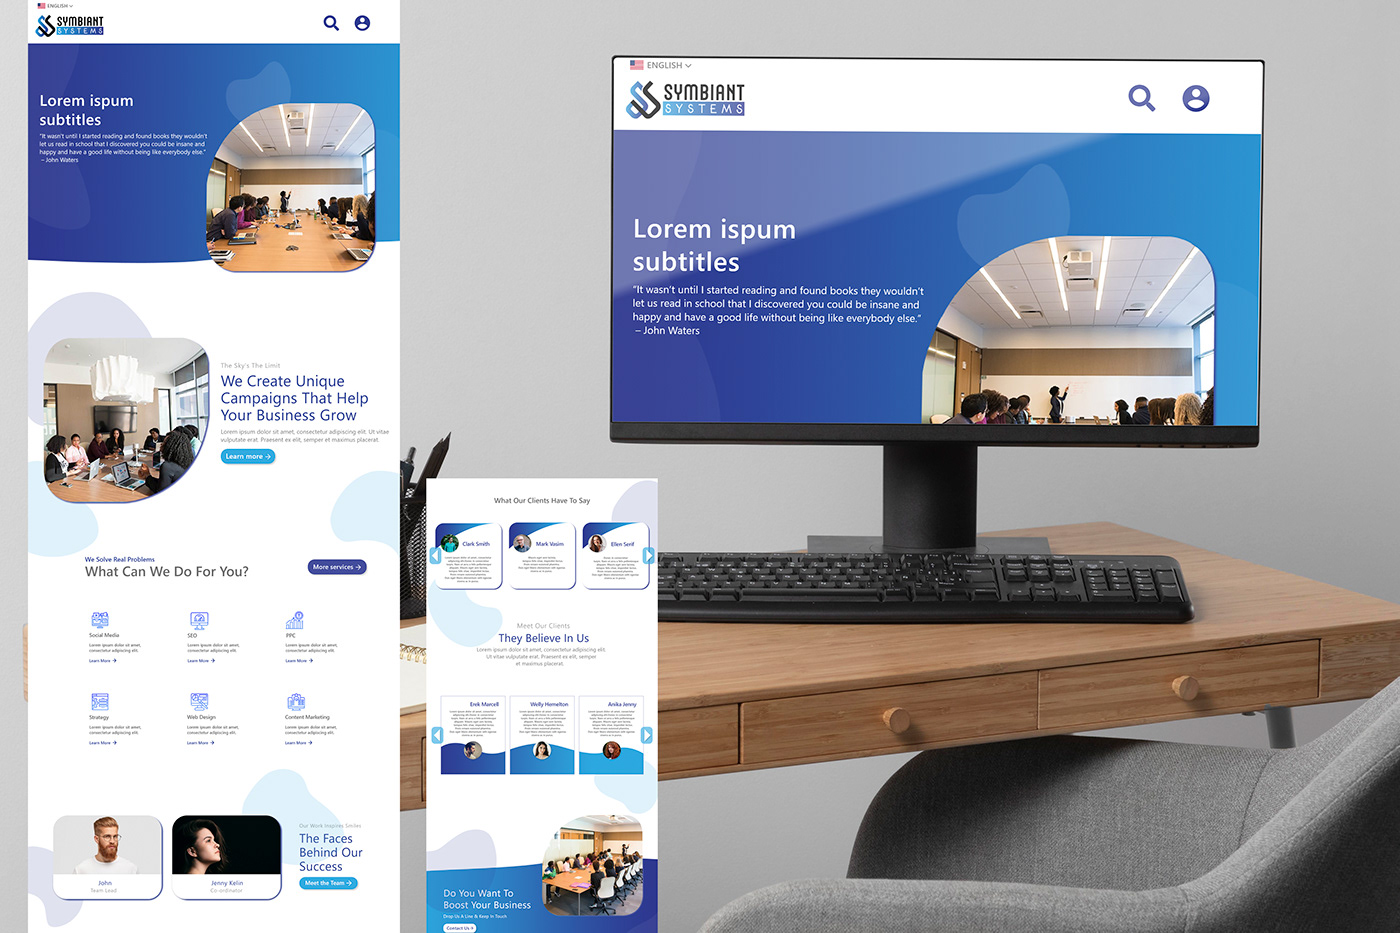 ENGLISH
SYMBIANT
SYSTEMS
Lorem ispum
subtitles
"It wasn't until I started reading and found books they wouldn't
let us read in school that I discovered you could be insane and
happy and have a good life without being like everybody else."
– John Waters
The Sky's The Limit
We Create Unique
Campaigns That Help
Your Business Grow
Lorem ipsum dolor sit amet, consectetur adipiscing elit. Ut vitae
vulputate erat. Praesent ex elit, semper et maximus placerat.
Learn more →
We Solve Real Problems
What Can We Do For You?
More services →
Social Media
Lorem ipsum dolor sit amet,
consectetur adipiscing elit.
Learn More →
SEO
Lorem ipsum dolor sit amet,
consectetur adipiscing elit.
Learn More →
PPC
Lorem ipsum dolor sit amet,
consectetur adipiscing elit.
Learn More →
Strategy
Lorem ipsum dolor sit amet,
consectetur adipiscing elit.
Learn More →
Web Design
Lorem ipsum dolor sit amet,
consectetur adipiscing elit.
Learn More →
Content Marketing
Lorem ipsum dolor sit amet,
consectetur adipiscing elit.
Learn More →
John
Team Lead
Jenny Kelin
Co-ordinator
Our Work Inspires Smiles
The Faces
Behind Our
Success
Meet the Team →
What Our Clients Have To Say
Clark Smith
Mark Vasim
Ellen Serif
Meet Our Clients
They Believe In Us
Lorem ipsum dolor sit amet, consectetur adipiscing elit.
Ut vitae vulputate erat. Praesent ex elit, semper
et maximus placerat.
Enik Marcell
Welly Hemelton
Anika Jenny
Do You Want To
Boost Your Business
Drop Us A Line & Keep In Touch
Contact Us >
ENGLISH
SYMBIANT
SYSTEMS
Lorem ispum
subtitles
"It wasn't until I started reading and found books they wouldn't
let us read in school that I discovered you could be insane and
happy and have a good life without being like everybody else."
– John Waters